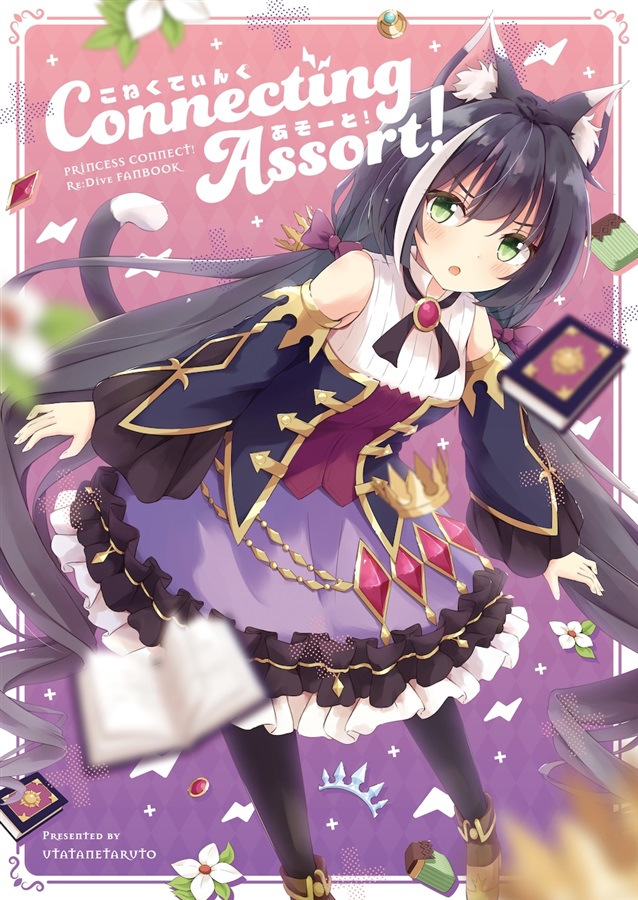 こねくてぃんぐ
Connecting
あそーと!
Assort!
PRINCESS CONNECT!
Re:Dive FANBOOK
PRESENTED BY
UTATANETARUTO